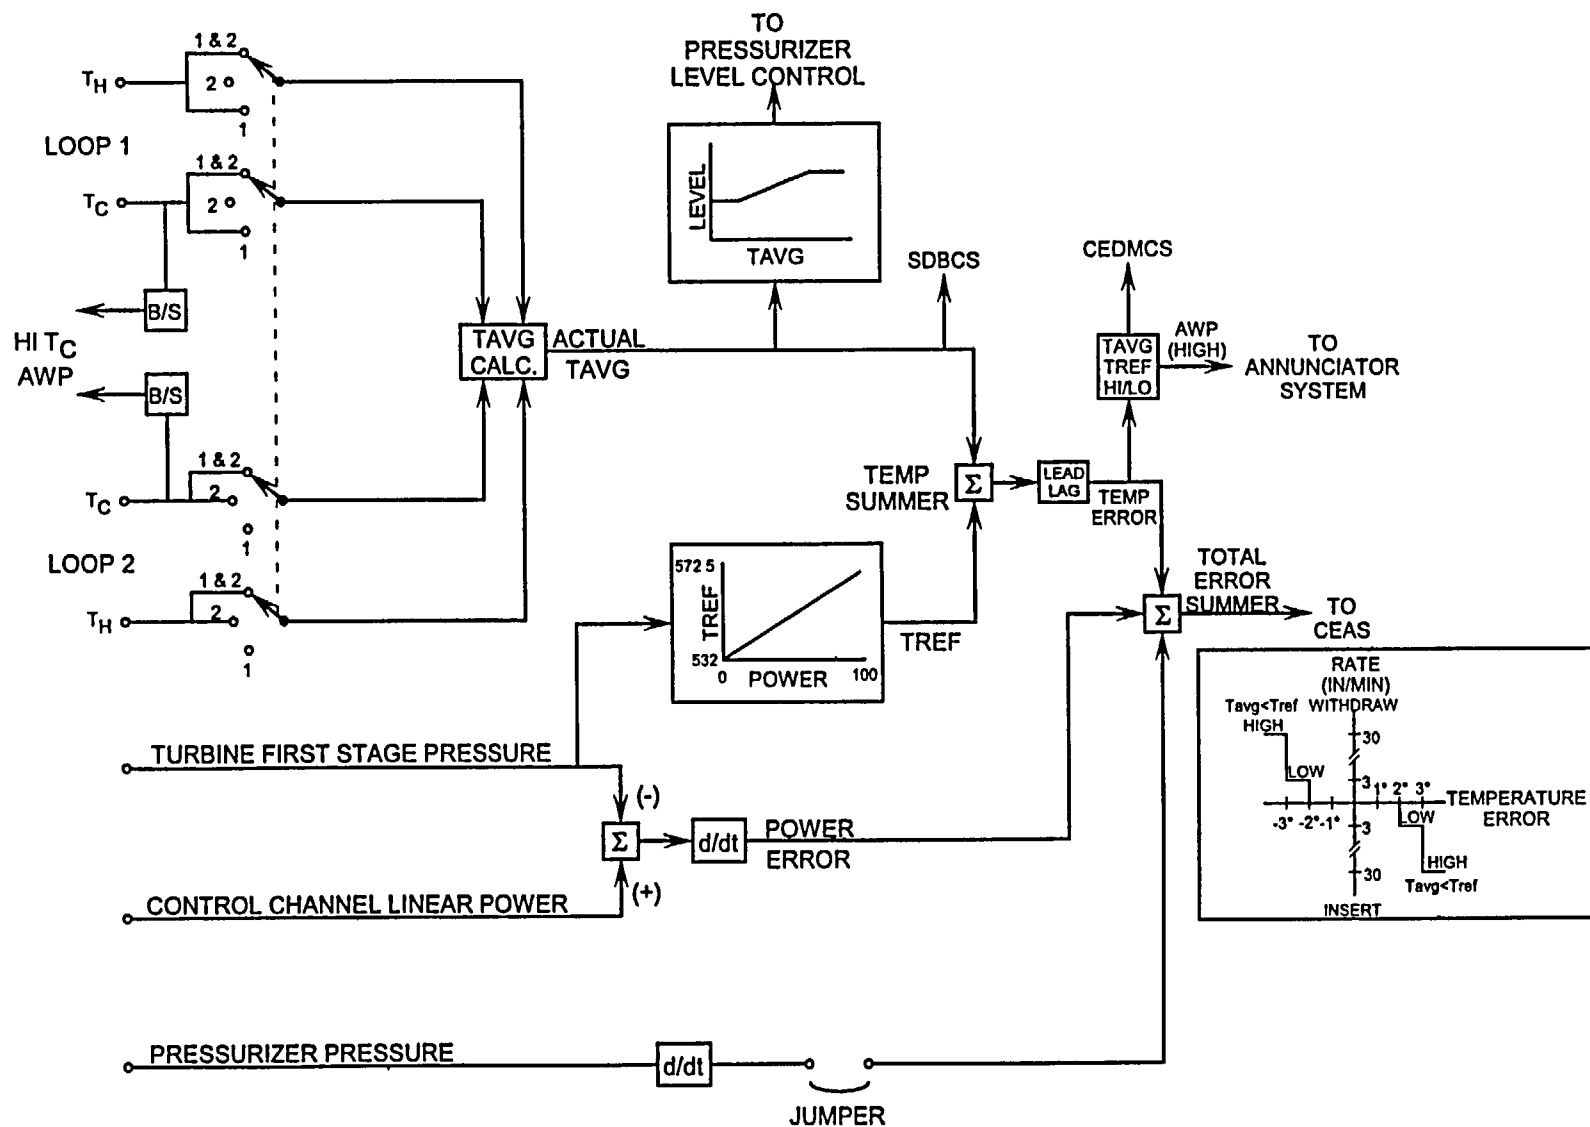 TO
PRESSURIZER
LEVEL CONTROL
1 & 2
TH
2
1
LOOP 1
1 & 2
TC
2
1
LEVEL
TAVG
SDBCS
CEDMCS
B/S
HI TC
AWP
B/S
TAVG
CALC.
ACTUAL
TAVG
TAVG
TREF
HI/LO
AWP
(HIGH)
TO
ANNUNCIATOR
SYSTEM
1 & 2
TC
2
1
LOOP 2
1 & 2
TH
2
1
TEMP
SUMMER
Σ
LEAD
LAG
TEMP
ERROR
572 5
TREF
532
0
POWER
100
TREF
TOTAL
ERROR
SUMMER
Σ
TO
CEAS
TURBINE FIRST STAGE PRESSURE
(-)
Σ
d/dt
POWER
ERROR
(+)
CONTROL CHANNEL LINEAR POWER
RATE
(IN/MIN)
Tavg<Tref WITHDRAW
HIGH
30
LOW
3
1° 2° 3°
TEMPERATURE
ERROR
-3° -2° -1°
3
LOW
30
HIGH
Tavg<Tref
INSERT
PRESSURIZER PRESSURE
d/dt
JUMPER